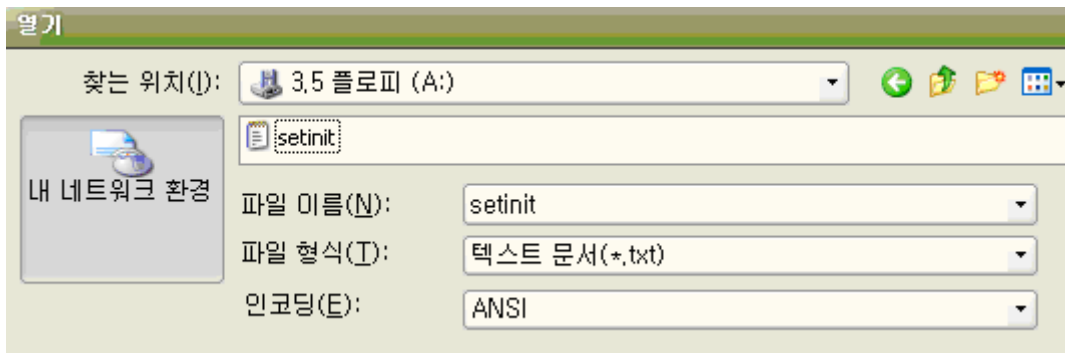 열기
찾는 위치(I): 3,5 플로피 (A:)
setinit
내 네트워크 환경
파일 이름(N): setinit
파일 형식(T): 텍스트 문서(*,txt)
인코딩(E): ANSI